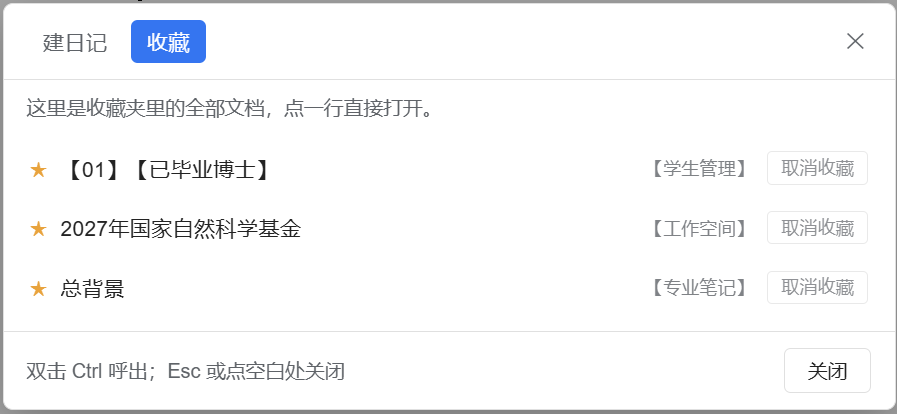 建日记 收藏
这里是收藏夹里的全部文档，点一行直接打开。
★ 【01】【已毕业博士】 【学生管理】 取消收藏
★ 2027年国家自然科学基金 【工作空间】 取消收藏
★ 总背景 【专业笔记】 取消收藏
双击 Ctrl 呼出；Esc 或点空白处关闭 关闭